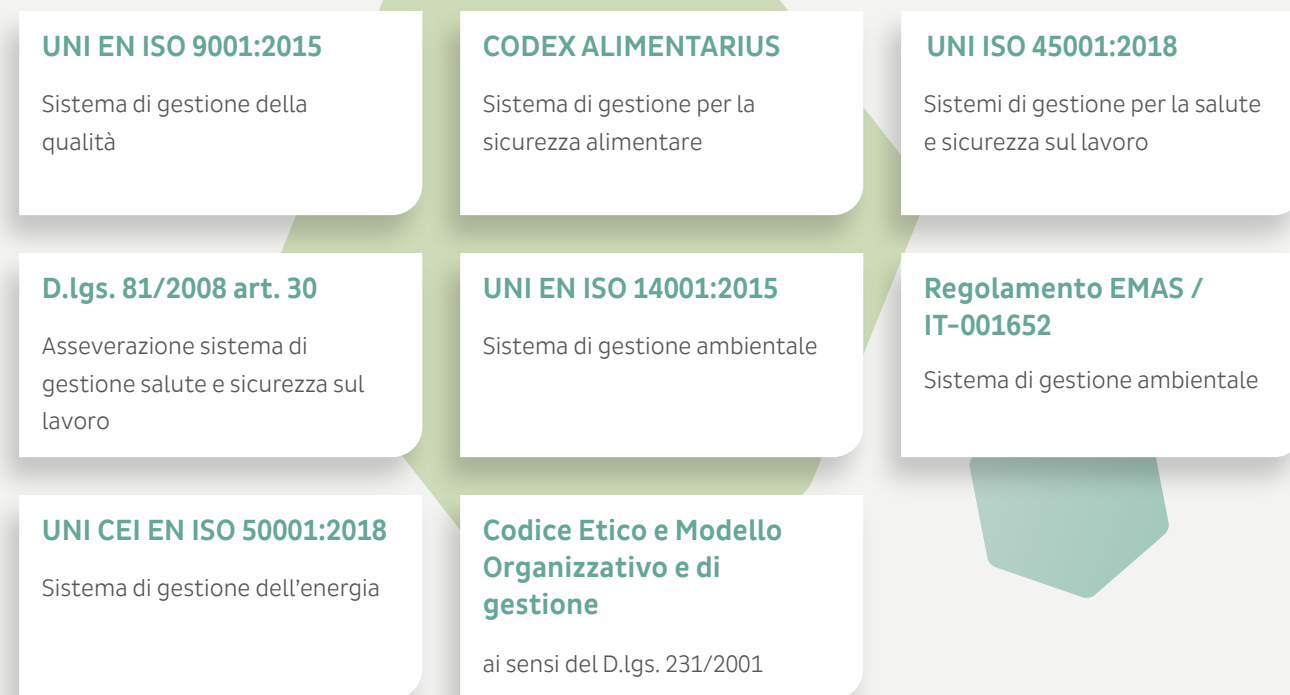 UNI EN ISO 9001:2015
Sistema di gestione della
qualità
CODEX ALIMENTARIUS
Sistema di gestione per la
sicurezza alimentare
UNI ISO 45001:2018
Sistemi di gestione per la salute
e sicurezza sul lavoro
D.lgs. 81/2008 art. 30
Asseverazione sistema di
gestione salute e sicurezza sul
lavoro
UNI EN ISO 14001:2015
Sistema di gestione ambientale
Regolamento EMAS /
IT-001652
Sistema di gestione ambientale
UNI CEI EN ISO 50001:2018
Sistema di gestione dell’energia
Codice Etico e Modello
Organizzativo e di
gestione
ai sensi del D.lgs. 231/2001